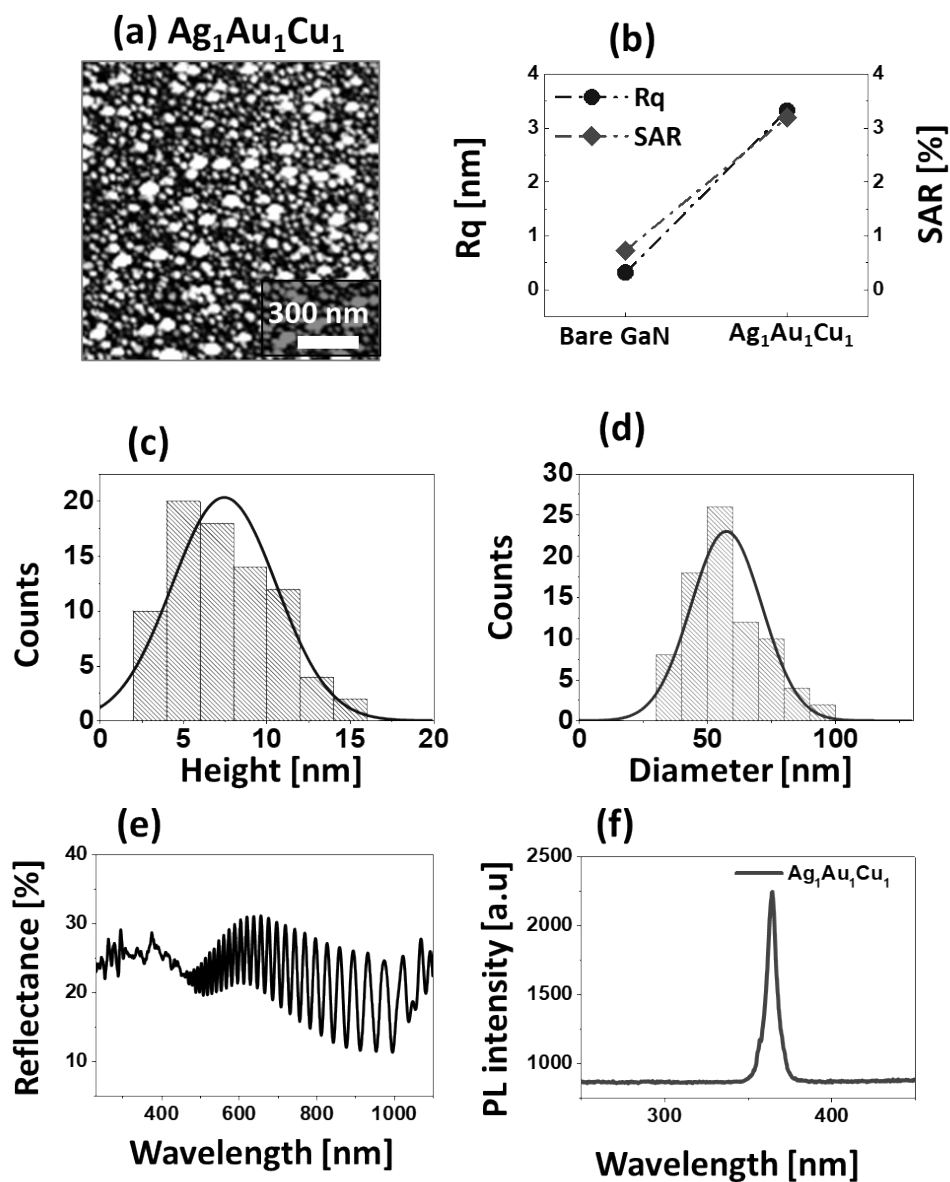 (a) Ag₁Au₁Cu₁
300 nm
(b)
Rq [nm]
4
3
2
1
0
Rq
SAR
4
3
2
1
0
SAR [%]
Bare GaN Ag₁Au₁Cu₁
(c)
Counts
20
15
10
5
0
0 5 10 15 20
Height [nm]
(d)
Counts
30
25
20
15
10
5
0
0 50 100
Diameter [nm]
(e)
Reflectance [%]
40
30
20
10
400 600 800 1000
Wavelength [nm]
(f)
PL intensity [a.u]
2500
2000
1500
1000
Ag₁Au₁Cu₁
300 400
Wavelength [nm]